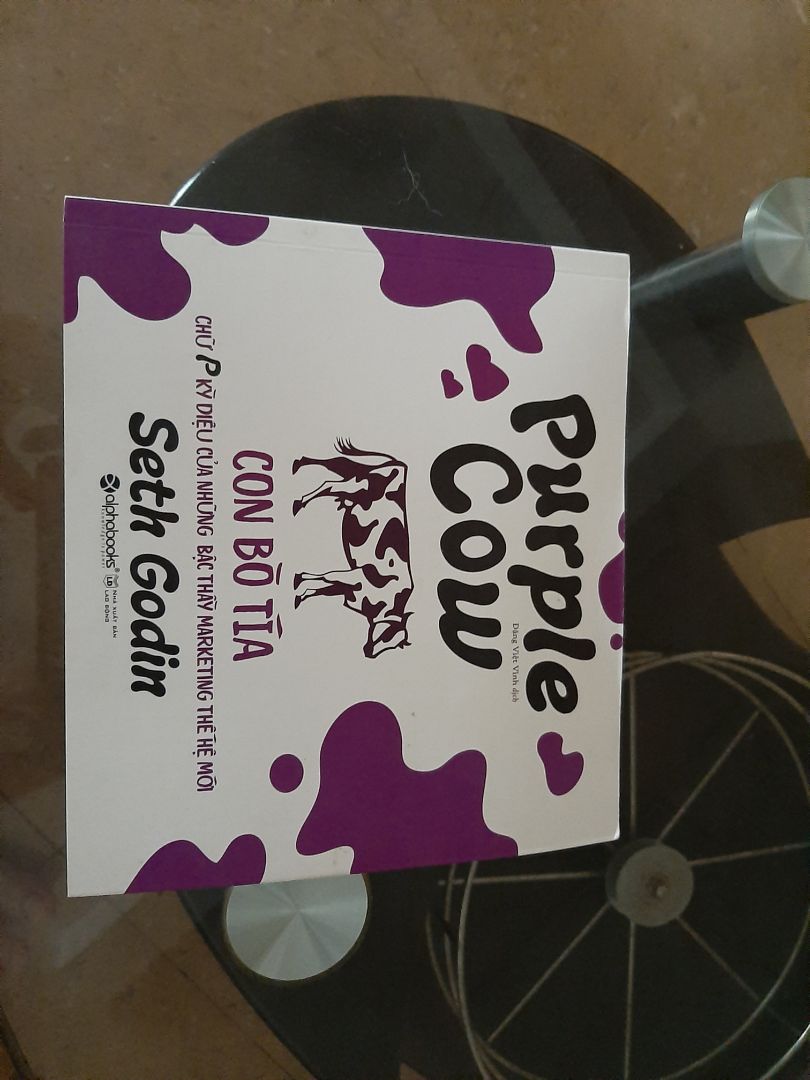 Purple
Cow
Đặng Việt Vinh dịch
CON BÒ TÍA
CHỮ P KỲ DIỆU CỦA NHỮNG BẬC THẦY MARKETING THẾ HỆ MỚI
Seth Godin
alphabooks®
NHÀ XUẤT BẢN
LAO ĐỘNG